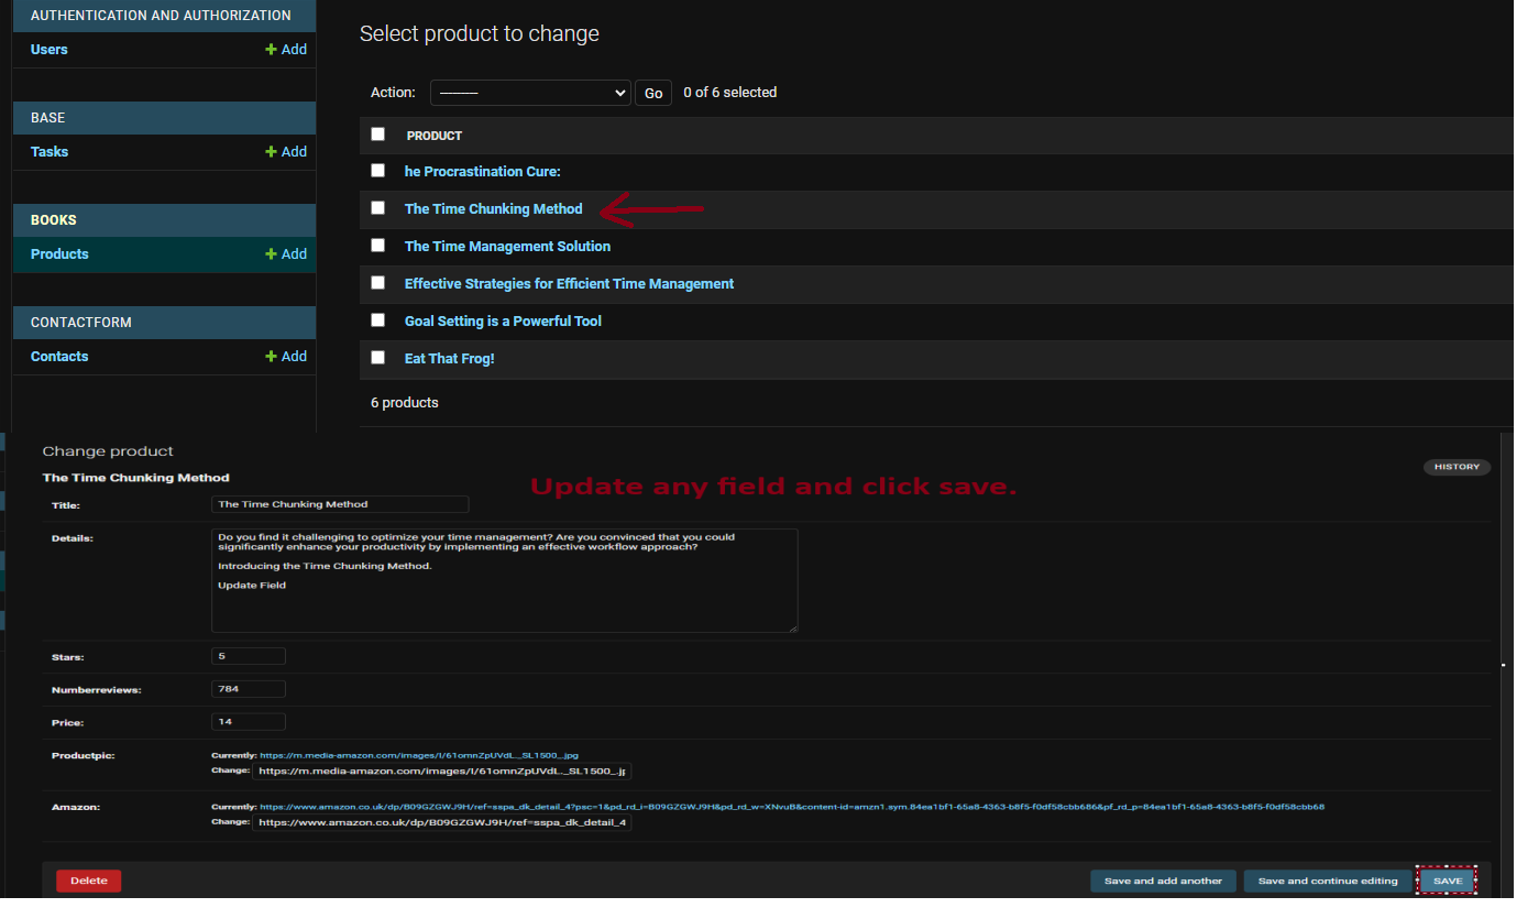 AUTHENTICATION AND AUTHORIZATION
Users + Add
BASE
Tasks + Add
BOOKS
Products + Add
CONTACTFORM
Contacts + Add
Select product to change
Action: --------- Go 0 of 6 selected
PRODUCT
he Procrastination Cure:
The Time Chunking Method
The Time Management Solution
Effective Strategies for Efficient Time Management
Goal Setting is a Powerful Tool
Eat That Frog!
6 products
Change product
HISTORY
The Time Chunking Method
Update any field and click save.
Title: The Time Chunking Method
Details: Do you find it challenging to optimize your time management? Are you convinced that you could
significantly enhance your productivity by implementing an effective workflow approach?
Introducing the Time Chunking Method.
Update Field
Stars: 5
Numberreviews: 784
Price: 14
Productpic: Currently: https://m.media-amazon.com/images/I/61omnZpUVdL._SL1500_.jpg
Change: https://m.media-amazon.com/images/I/61omnZpUVdL._SL1500_.j
Amazon: Currently: https://www.amazon.co.uk/dp/B09GZGWJ9H/ref=sspa_dk_detail_4?psc=1&pd_rd_i=B09GZGWJ9H&pd_rd_w=XNvuB&content-id=amzn1.sym.84ea1bf1-65a8-4363-b8f5-f0df58cbb686&pf_rd_p=84ea1bf1-65a8-4363-b8f5-f0df58cbb68
Change: https://www.amazon.co.uk/dp/B09GZGWJ9H/ref=sspa_dk_detail_4
Delete
Save and add another
Save and continue editing
SAVE